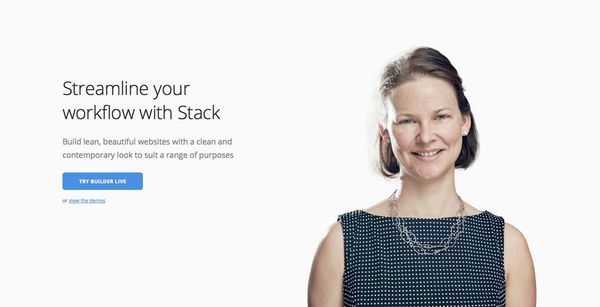 Streamline your
workflow with Stack
Build lean, beautiful websites with a clean and
contemporary look to suit a range of purposes
TRY BUILDER LIVE
or view the demos